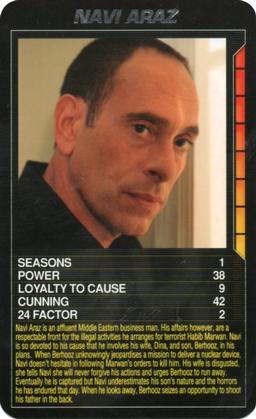 NAVI ARAZ
SEASONS 1
POWER 38
LOYALTY TO CAUSE 9
CUNNING 42
24 FACTOR 2
Navi Araz is an affluent Middle Eastern business man. His affairs however, are a
respectable front for the illegal activities he arranges for terrorist Habib Marwan. Navi
is so devoted to his cause that he involves his wife, Dina, and son, Berhooz, in his
plans. When Berhooz unknowingly jeopardises a mission to deliver a nuclear device,
Navi doesn't hesitate in following Marwan's orders to kill him. His wife is disgusted,
she tells Navi she will never forgive his actions and urges Berhooz to run away.
Eventually he is captured but Navi underestimates his son's nature and the horrors
he has endured that day. When he looks away, Berhooz seizes an opportunity to shoot
his father in the back.